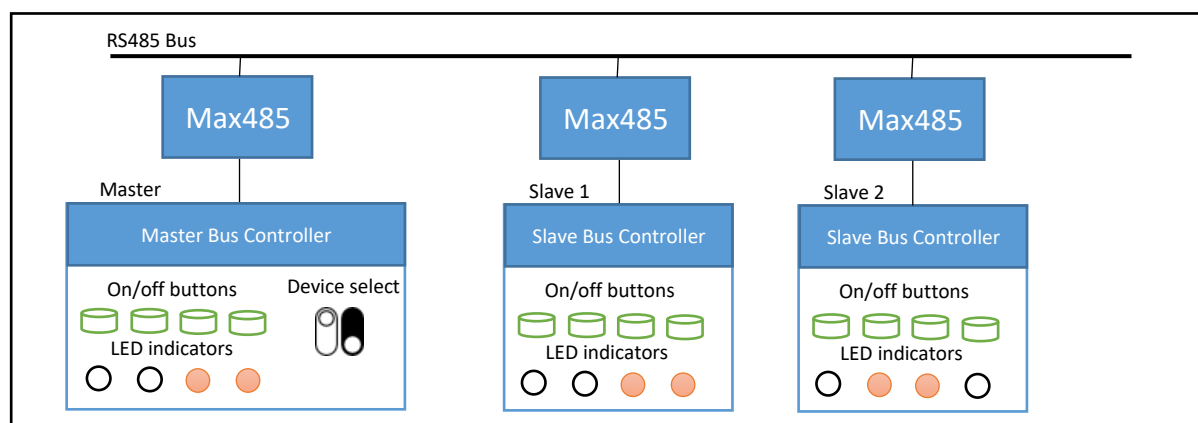 RS485 Bus
Max485
Max485
Max485
Master
Slave 1
Slave 2
Master Bus Controller
Slave Bus Controller
Slave Bus Controller
On/off buttons
Device select
On/off buttons
On/off buttons
LED indicators
LED indicators
LED indicators